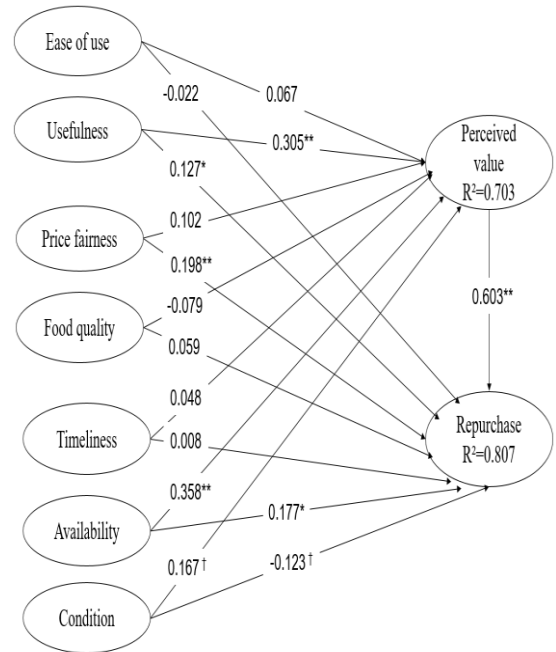 Ease of use
-0.022
0.067
Usefulness
0.305**
0.127*
Perceived
value
R²=0.703
Price fairness
0.102
0.198**
-0.079
Food quality
0.059
0.603**
0.048
Timeliness
0.008
Repurchase
R²=0.807
0.358**
Availability
0.177*
0.167†
-0.123†
Condition